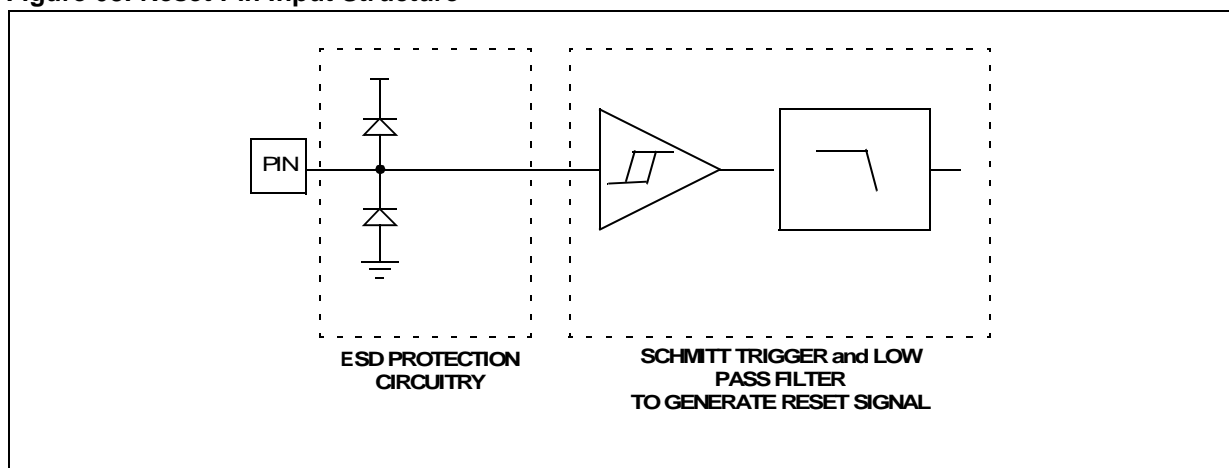 PIN
ESD PROTECTION
CIRCUITRY
SCHMITT TRIGGER and LOW
PASS FILTER
TO GENERATE RESET SIGNAL